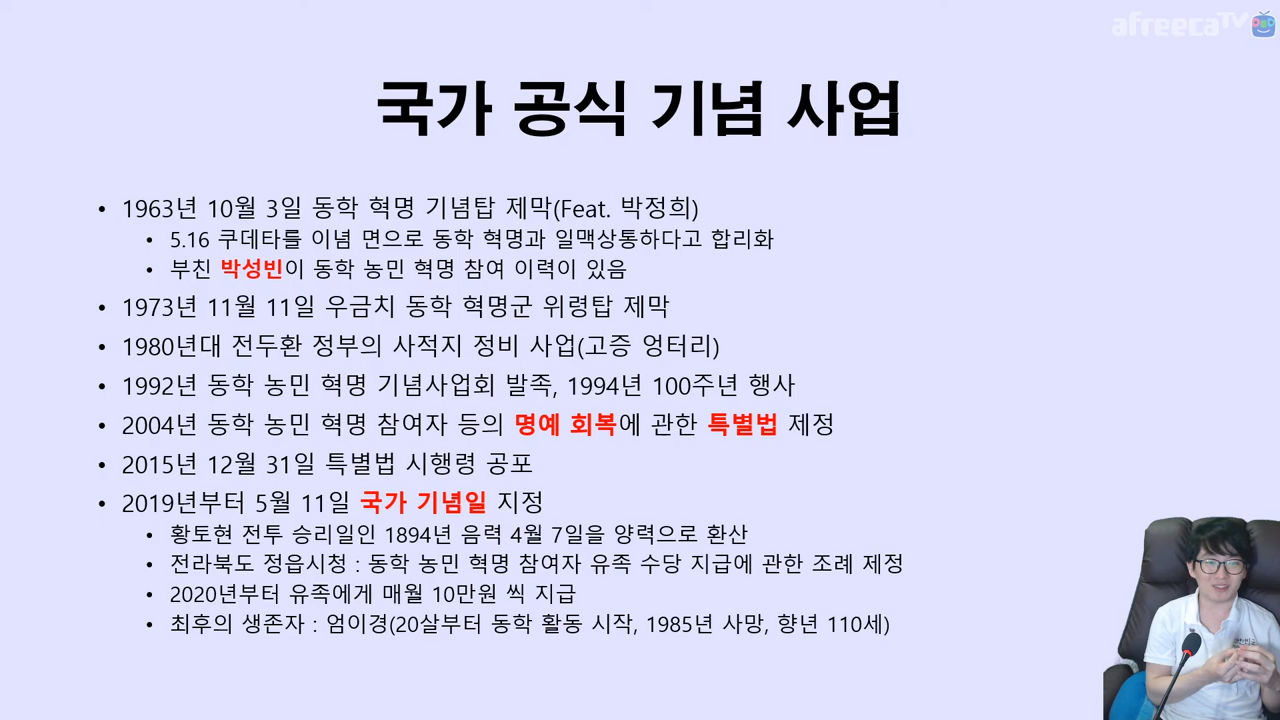 afreecaTV
국가 공식 기념 사업
• 1963년 10월 3일 동학 혁명 기념탑 제막(Feat. 박정희)
• 5.16 쿠데타를 이념 면으로 동학 혁명과 일맥상통하다고 합리화
• 부친 박성빈이 동학 농민 혁명 참여 이력이 있음
• 1973년 11월 11일 우금치 동학 혁명군 위령탑 제막
• 1980년대 전두환 정부의 사적지 정비 사업(고증 엉터리)
• 1992년 동학 농민 혁명 기념사업회 발족, 1994년 100주년 행사
• 2004년 동학 농민 혁명 참여자 등의 명예 회복에 관한 특별법 제정
• 2015년 12월 31일 특별법 시행령 공포
• 2019년부터 5월 11일 국가 기념일 지정
• 황토현 전투 승리일인 1894년 음력 4월 7일을 양력으로 환산
• 전라북도 정읍시청 : 동학 농민 혁명 참여자 유족 수당 지급에 관한 조례 제정
• 2020년부터 유족에게 매월 10만원 씩 지급
• 최후의 생존자 : 엄이경(20살부터 동학 활동 시작, 1985년 사망, 향년 110세)